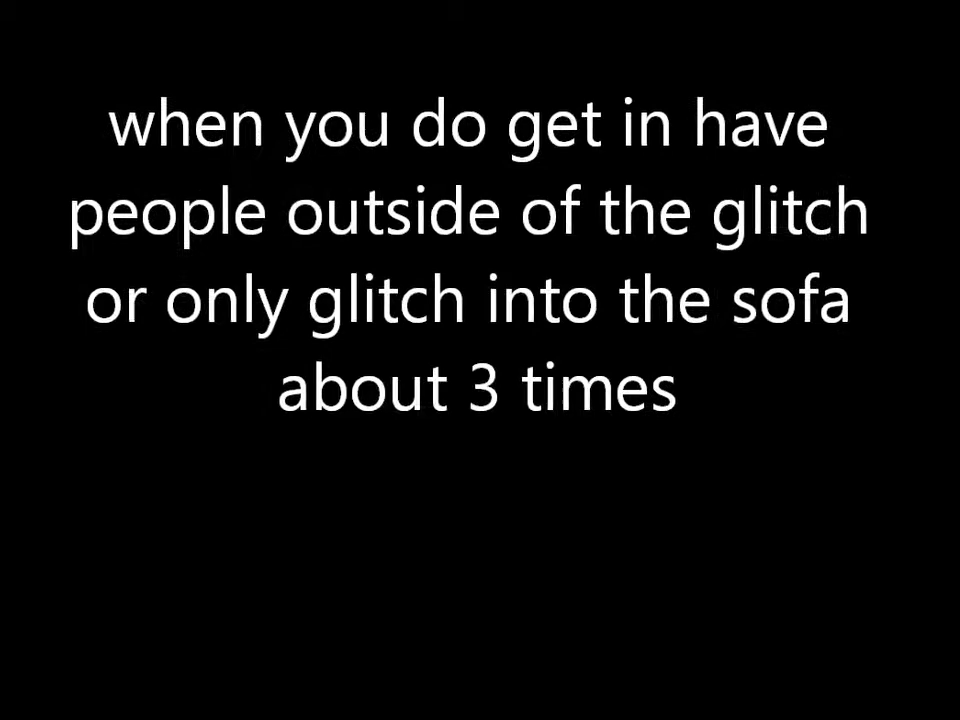 when you do get in have
people outside of the glitch
or only glitch into the sofa
about 3 times